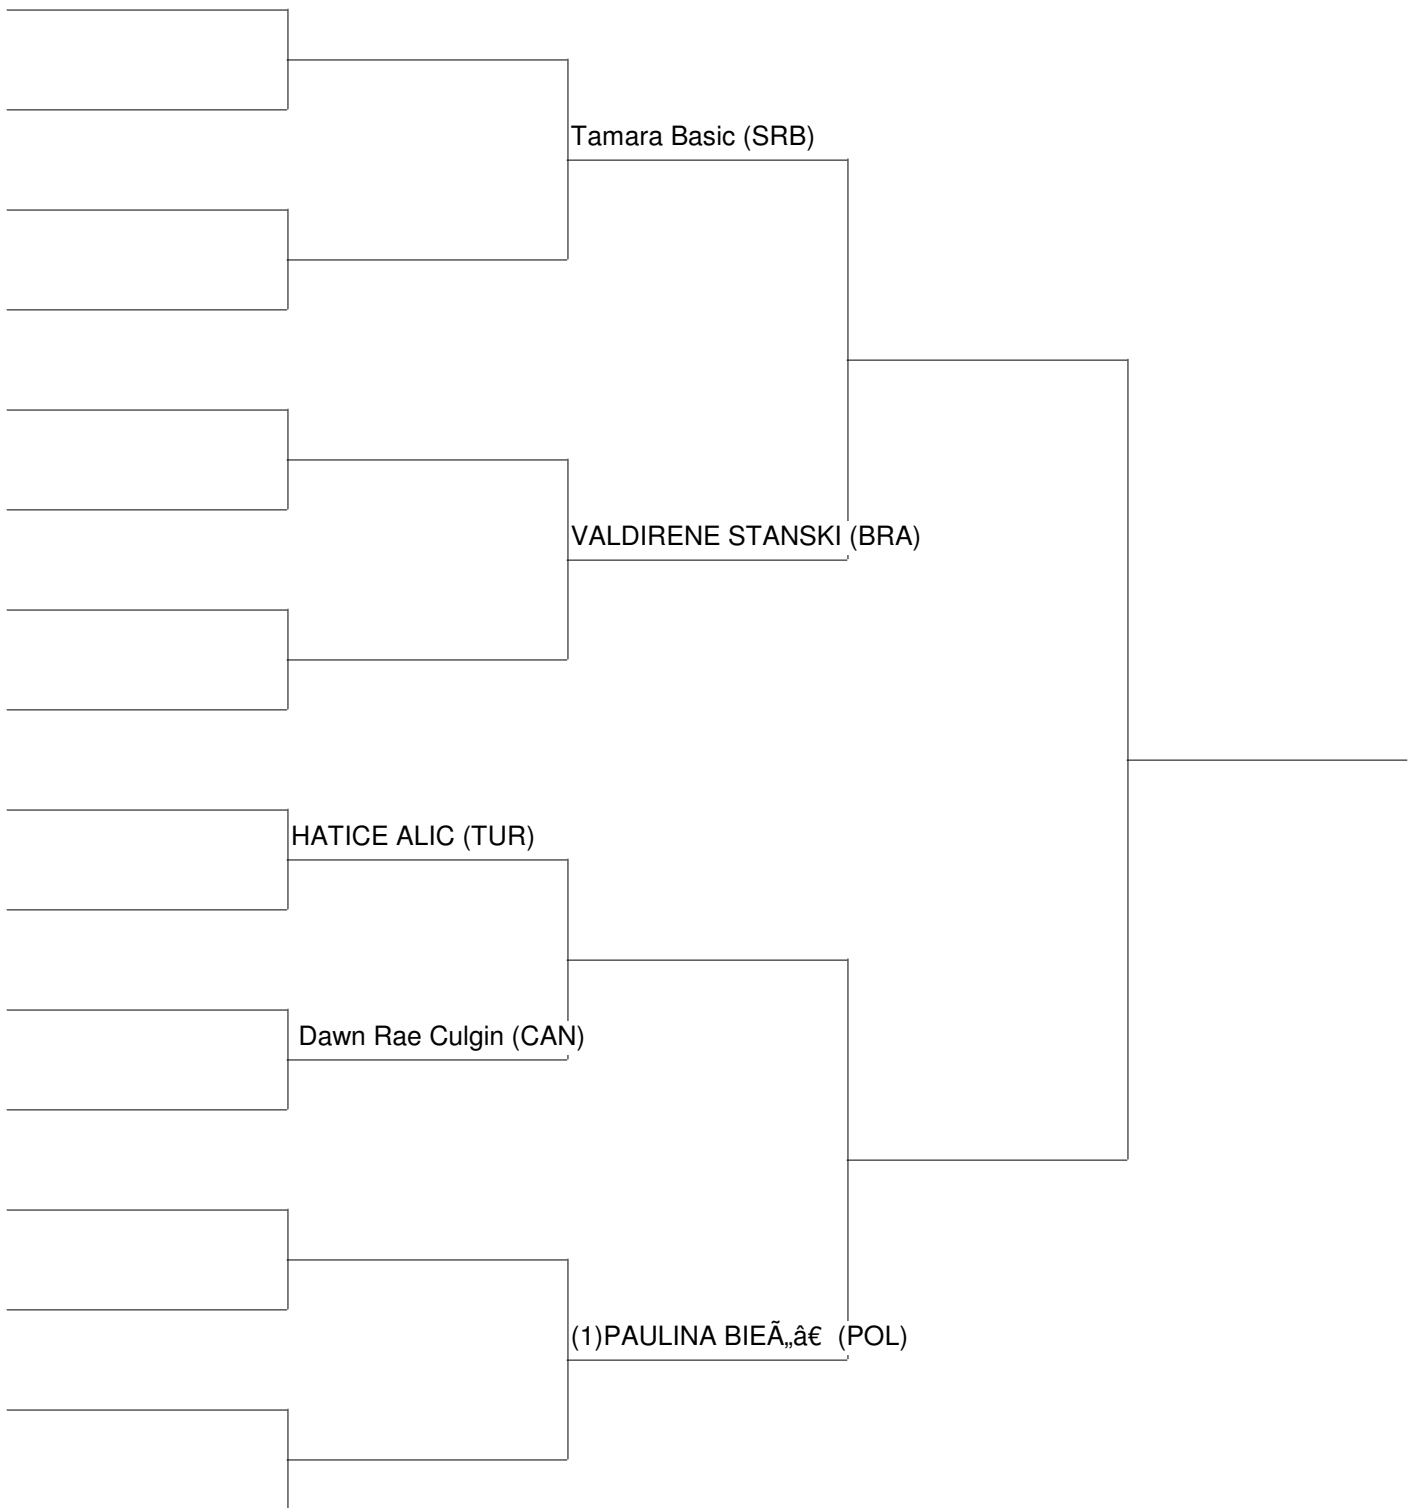 Tamara Basic (SRB)
VALDIRENE STANSKI (BRA)
HATICE ALIC (TUR)
Dawn Rae Culgin (CAN)
(1)PAULINA BIEÃ„â€ (POL)